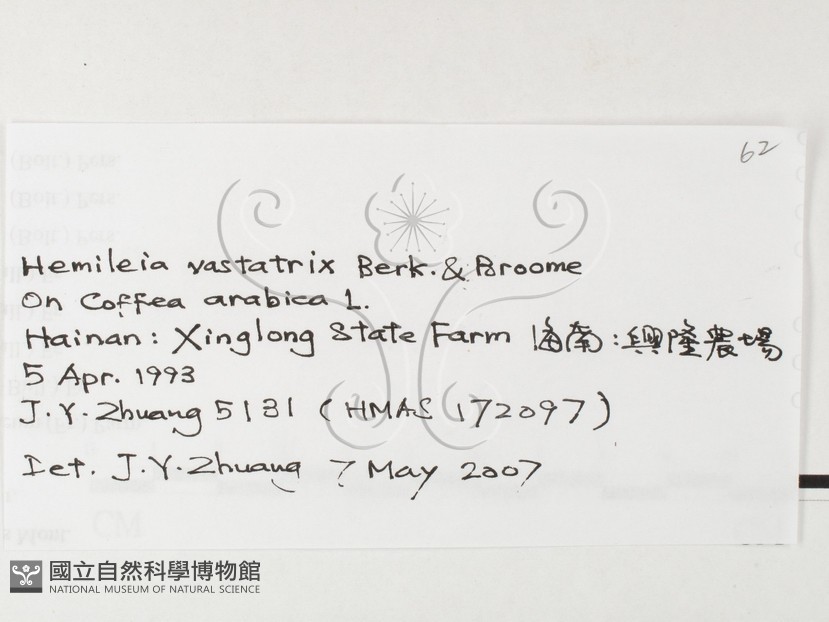 62
Hemileia vastatrix Berk. & Broome
On Coffea arabica L.
Hainan: Xinglong State Farm 海南:興隆農場
5 Apr. 1993
J.Y. Zhuang 5131 (HMAS 172097)
Det. J.Y. Zhuang 7 May 2007
國立自然科學博物館
NATIONAL MUSEUM OF NATURAL SCIENCE